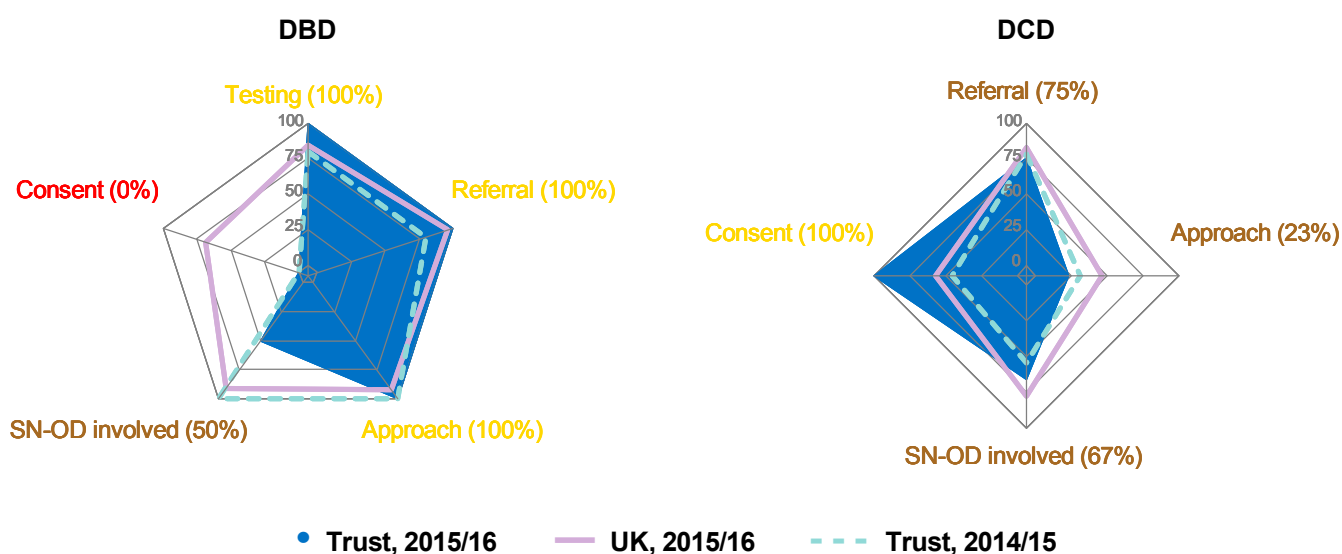 DBD
DCD
Testing (100%)
Referral (100%)
Approach (100%)
SN-OD involved (50%)
Consent (0%)
100
75
50
25
0
Referral (75%)
Approach (23%)
SN-OD involved (67%)
Consent (100%)
100
75
50
25
0
Trust, 2015/16
UK, 2015/16
Trust, 2014/15